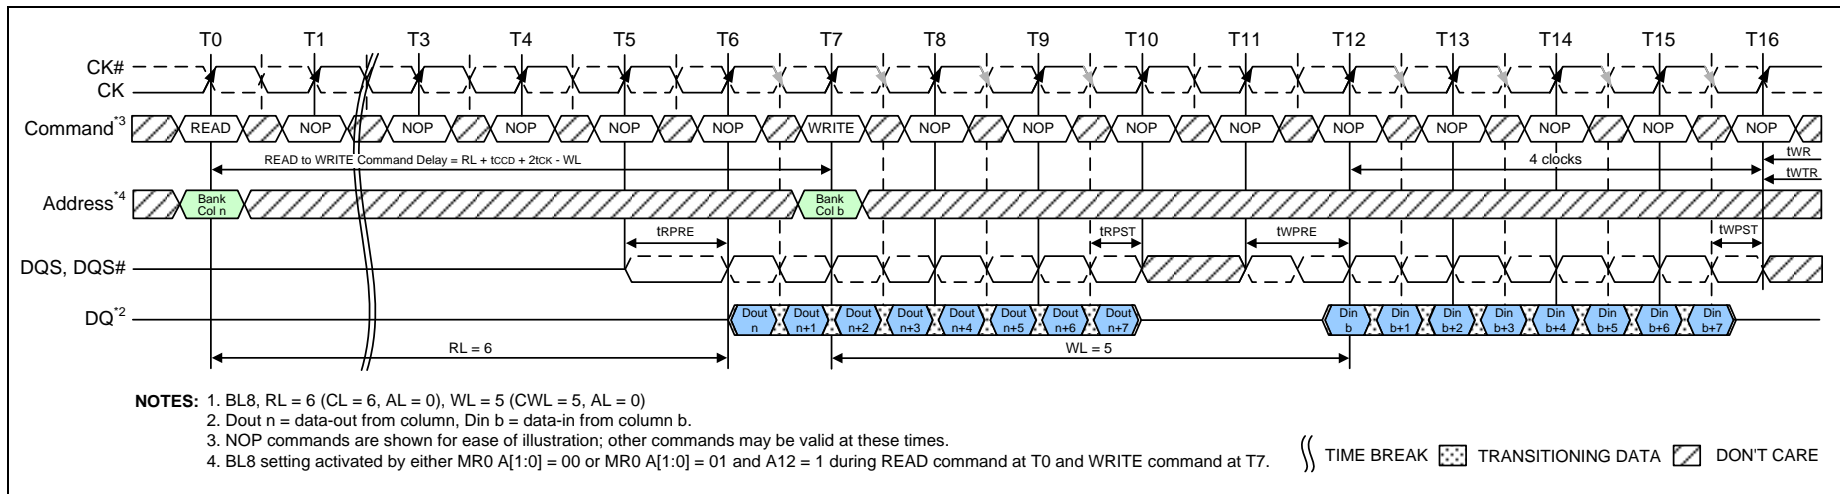 T0 T1 T3 T4 T5 T6 T7 T8 T9 T10 T11 T12 T13 T14 T15 T16
CK#
CK
Command*3 READ NOP NOP NOP NOP NOP WRITE NOP NOP NOP NOP NOP NOP NOP NOP NOP
READ to WRITE Command Delay = RL + tCCD + 2tCK - WL
4 clocks
tWR
tWTR
Address*4
Bank
Col n
Bank
Col b
tRPRE tRPST tWPRE tWPST
DQS, DQS#
DQ*2
Dout Dout Dout Dout Dout Dout Dout Dout Din Din Din Din Din Din Din Din
n n+1 n+2 n+3 n+4 n+5 n+6 n+7 b b+1 b+2 b+3 b+4 b+5 b+6 b+7
RL = 6 WL = 5
NOTES: 1. BL8, RL = 6 (CL = 6, AL = 0), WL = 5 (CWL = 5, AL = 0)
2. Dout n = data-out from column, Din b = data-in from column b.
3. NOP commands are shown for ease of illustration; other commands may be valid at these times.
4. BL8 setting activated by either MR0 A[1:0] = 00 or MR0 A[1:0] = 01 and A12 = 1 during READ command at T0 and WRITE command at T7.
TIME BREAK TRANSITIONING DATA DON'T CARE